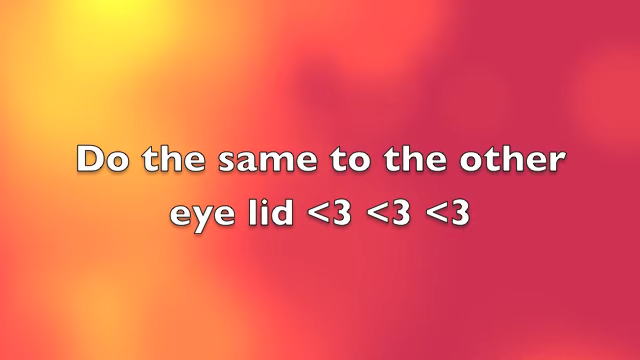 Do the same to the other
eye lid <3 <3 <3